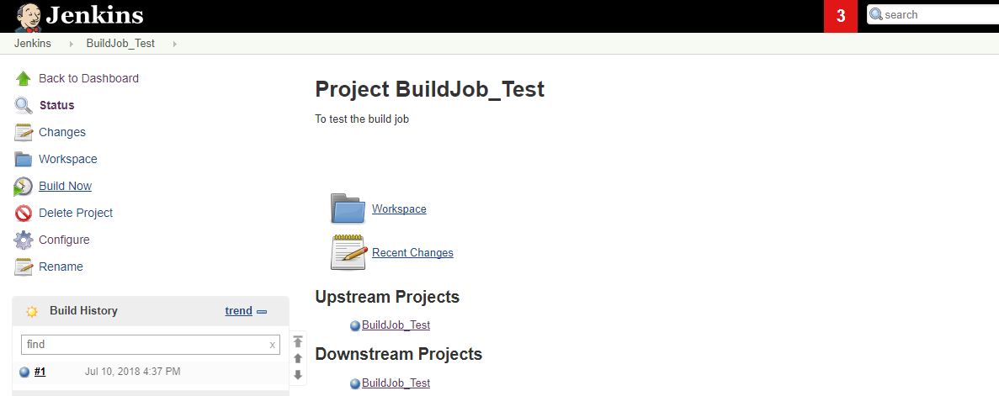 Jenkins
3
search
Jenkins
BuildJob_Test
Back to Dashboard
Status
Changes
Workspace
Build Now
Delete Project
Configure
Rename
Build History
trend
find
x
#1
Jul 10, 2018 4:37 PM
Project BuildJob_Test
To test the build job
Workspace
Recent Changes
Upstream Projects
BuildJob_Test
Downstream Projects
BuildJob_Test